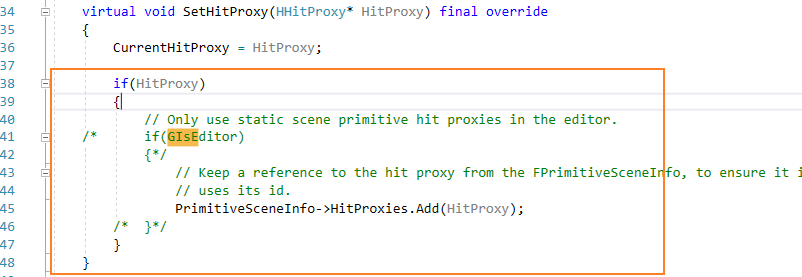 34 virtual void SetHitProxy(HHitProxy* HitProxy) final override
35 {
36 CurrentHitProxy = HitProxy;
37
38 if(HitProxy)
39 {
40 // Only use static scene primitive hit proxies in the editor.
41 /* if(GIsEditor)
42 {*/
43 // Keep a reference to the hit proxy from the FPrimitiveSceneInfo, to ensure it i
44 // uses its id.
45 PrimitiveSceneInfo->HitProxies.Add(HitProxy);
46 /* }*/
47 }
48 }